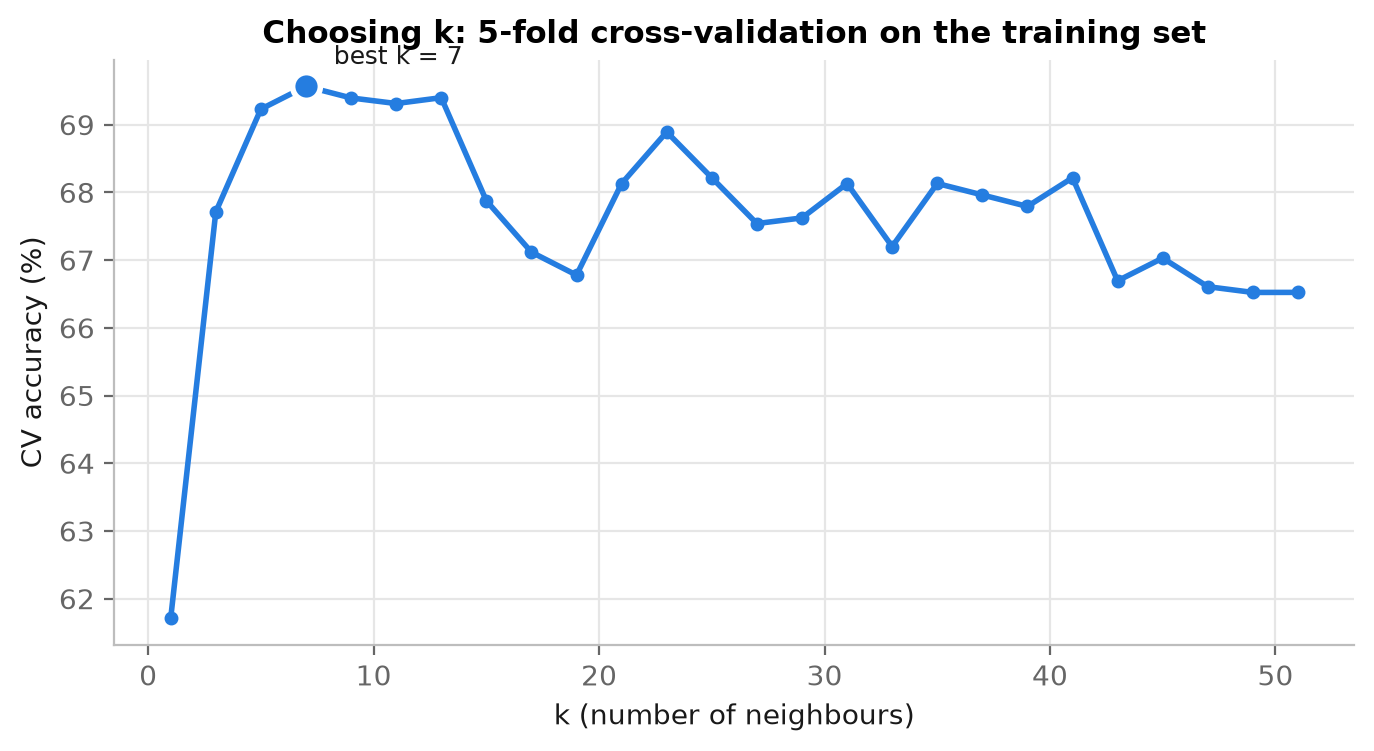 Choosing k: 5-fold cross-validation on the training set
best k = 7
69
68
67
66
65
64
63
62
CV accuracy (%)
0 10 20 30 40 50
k (number of neighbours)